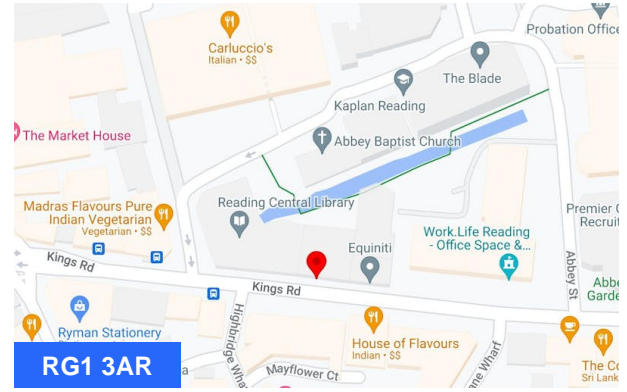 Probation Office
Carluccio's
Italian • $$
The Blade
Kaplan Reading
The Market House
Abbey Baptist Church
Madras Flavours Pure
Indian Vegetarian
Vegetarian • $$
Reading Central Library
Premier
Recruit
Work.Life Reading
- Office Space &...
Equiniti
Kings Rd
Kings Rd
Abbey St
Abbe
Garde
Highbridge Wha
House of Flavours
Indian • $$
Ryman Stationery
Mayflower Ct
ne Wharf
The Co
Sri Lank
RG1 3AR